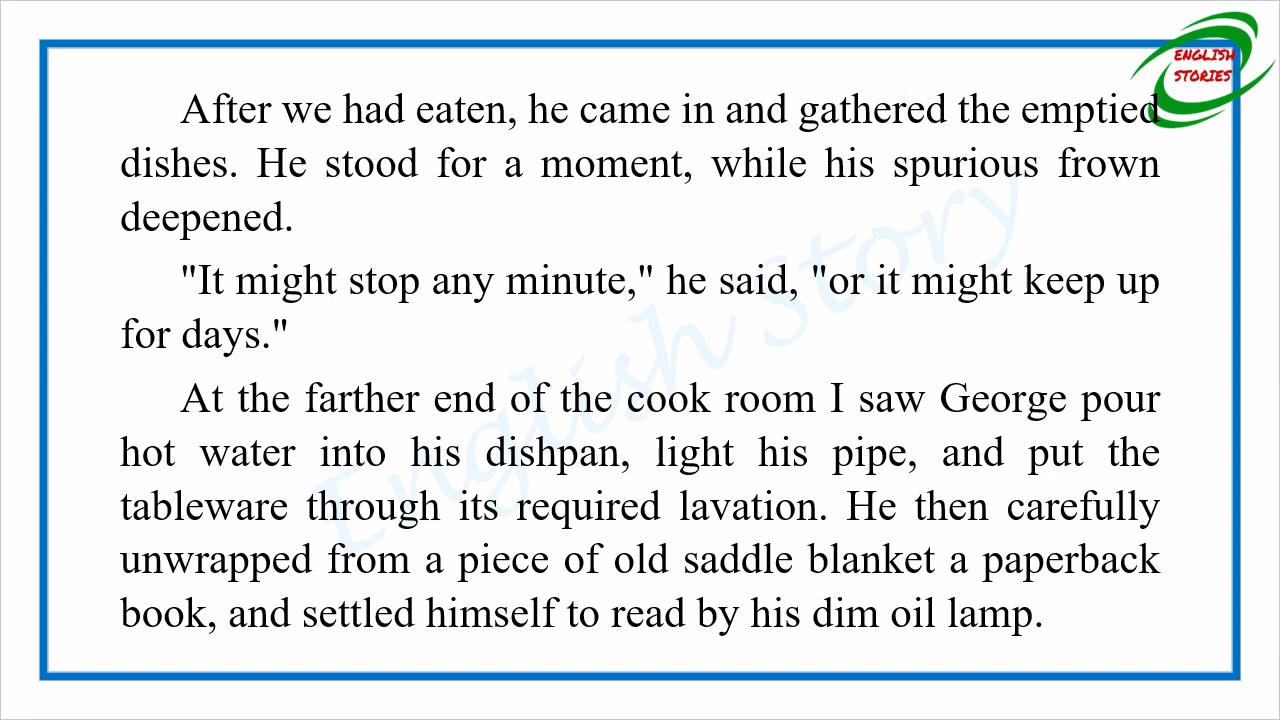 ENGLISH
STORIES
After we had eaten, he came in and gathered the emptied
dishes. He stood for a moment, while his spurious frown
deepened.
"It might stop any minute," he said, "or it might keep up
for days."
At the farther end of the cook room I saw George pour
hot water into his dishpan, light his pipe, and put the
tableware through its required lavation. He then carefully
unwrapped from a piece of old saddle blanket a paperback
book, and settled himself to read by his dim oil lamp.
English Story